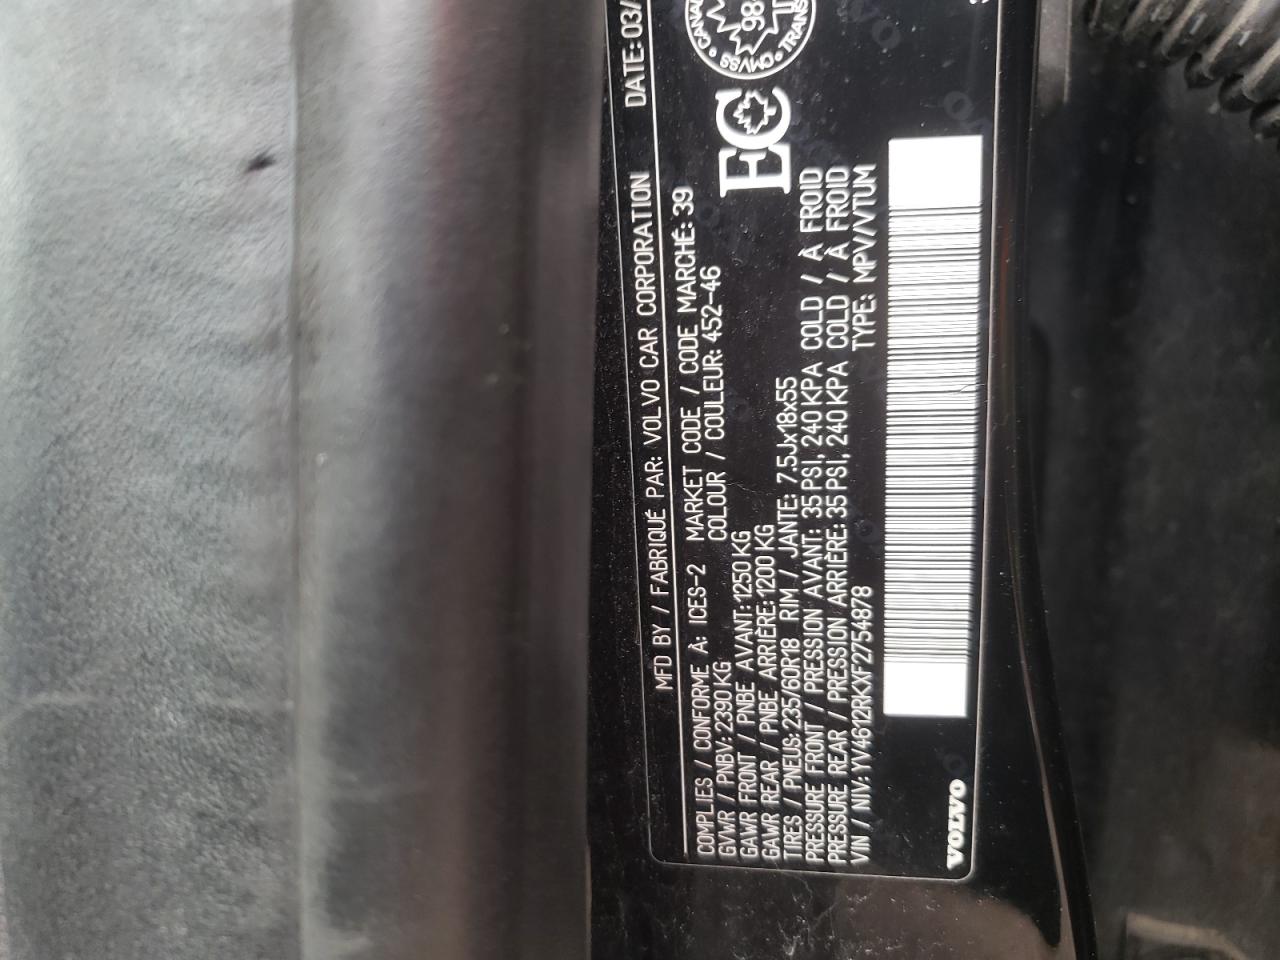 MFD BY / FABRIQUÉ PAR: VOLVO CAR CORPORATION DATE: 03/
COMPLIES / CONFORME À: ICES-2 MARKET CODE / CODE MARCHÉ: 39
GVWR / PNBV: 2390 KG COLOUR / COULEUR: 452-46
GAWR FRONT / PNBE AVANT: 1250 KG
GAWR REAR / PNBE ARRIÈRE: 1200 KG
TIRES / PNEUS: 235/60R18 RIM / JANTE: 7.5Jx18x55
PRESSURE FRONT / PRESSION AVANT: 35 PSI, 240 KPA COLD / À FROID
PRESSURE REAR / PRESSION ARRIÈRE: 35 PSI, 240 KPA COLD / À FROID
VIN / NIV: YV4612RKXF2754878 TYPE: MPV/VTUM
EC
CMVSS
VOLVO